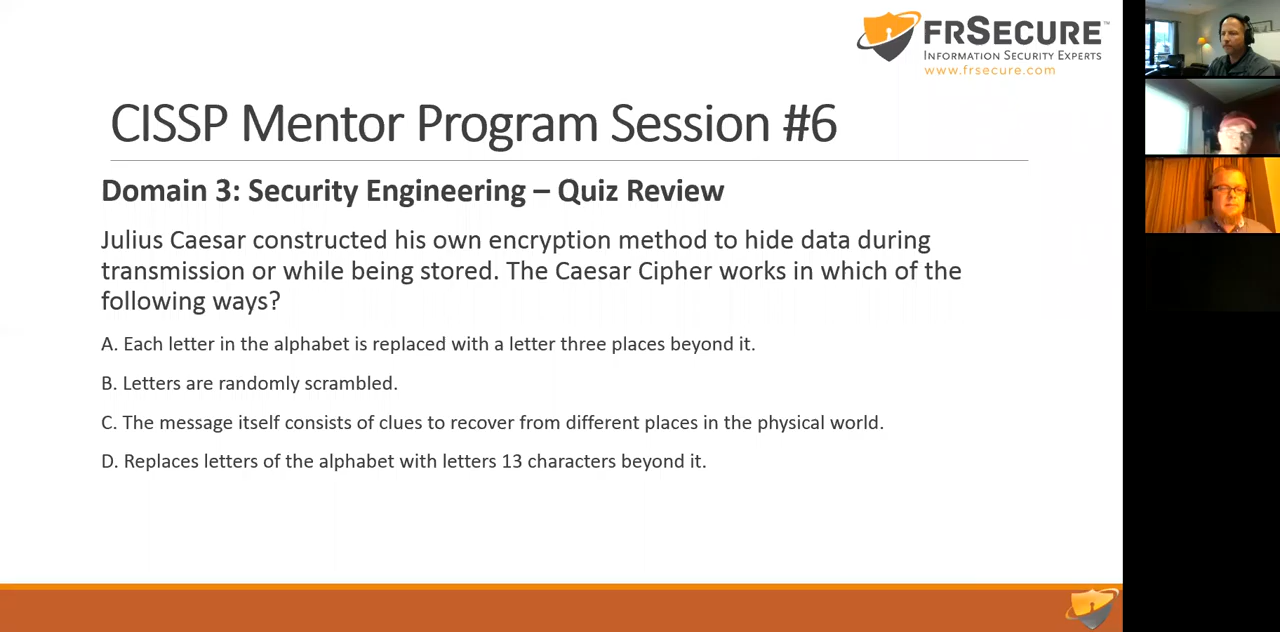 FRSECURE™
INFORMATION SECURITY EXPERTS
www.frsecure.com
CISSP Mentor Program Session #6
Domain 3: Security Engineering – Quiz Review
Julius Caesar constructed his own encryption method to hide data during
transmission or while being stored. The Caesar Cipher works in which of the
following ways?
A. Each letter in the alphabet is replaced with a letter three places beyond it.
B. Letters are randomly scrambled.
C. The message itself consists of clues to recover from different places in the physical world.
D. Replaces letters of the alphabet with letters 13 characters beyond it.